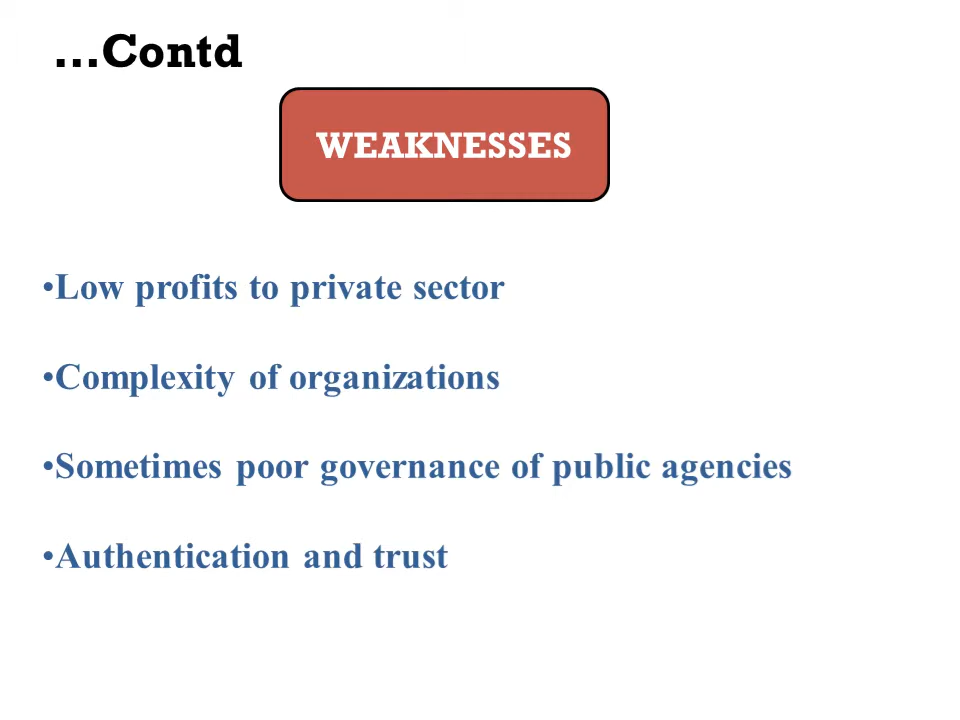 ...Contd
WEAKNESSES
•Low profits to private sector
•Complexity of organizations
•Sometimes poor governance of public agencies
•Authentication and trust